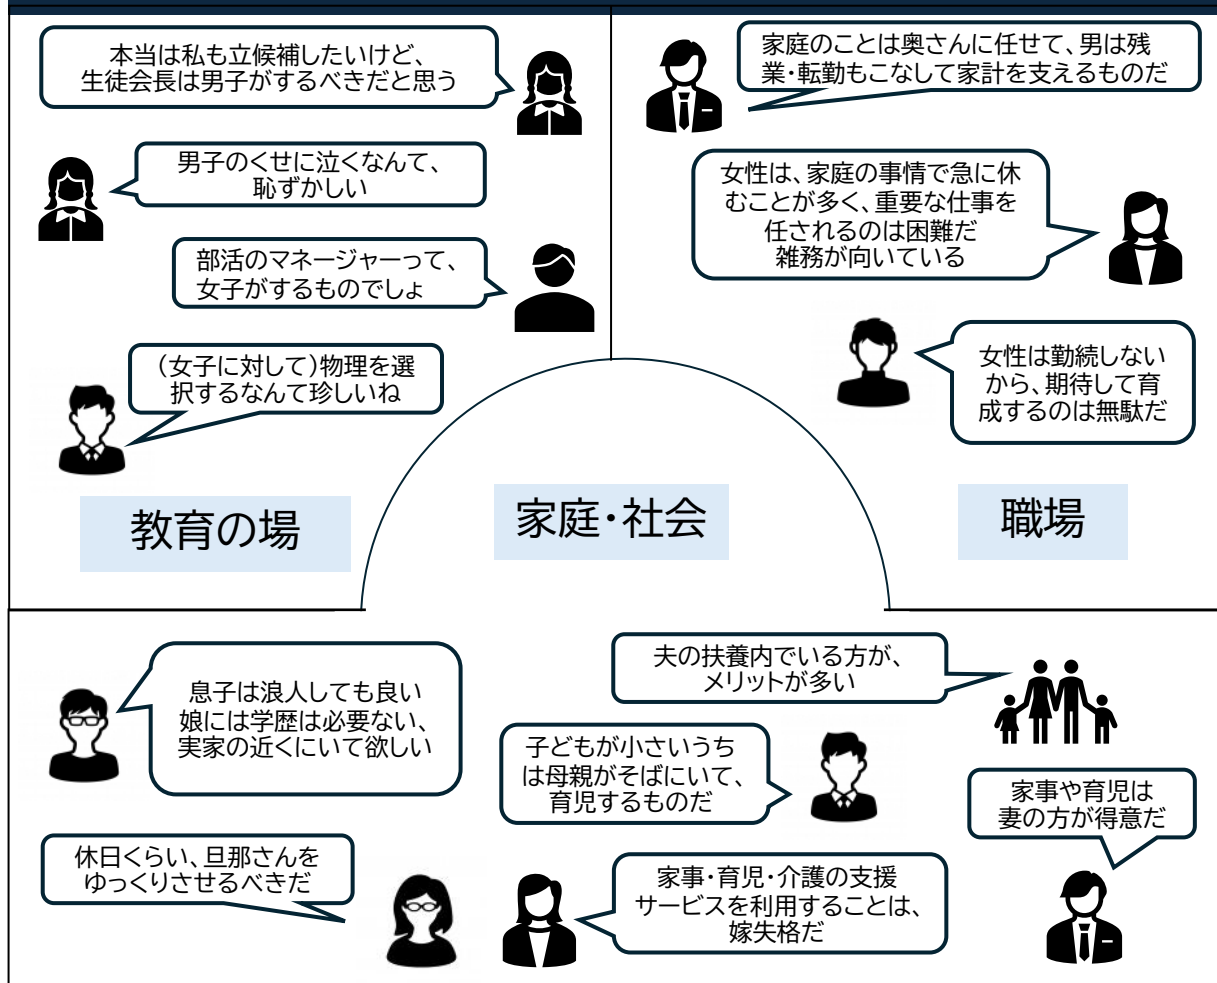 本当は私も立候補したいけど、
生徒会長は男子がするべきだと思う
男子のくせに泣くなんて、
恥ずかしい
部活のマネージャーって、
女子がするものでしょ
(女子に対して)物理を選
択するなんて珍しいね
教育の場
家庭のことは奥さんに任せて、男は残
業・転勤もこなして家計を支えるものだ
女性は、家庭の事情で急に休
むことが多く、重要な仕事を
任されるのは困難だ
雑務が向いている
女性は勤続しない
から、期待して育
成するのは無駄だ
職場
家庭・社会
息子は浪人しても良い
娘には学歴は必要ない、
実家の近くにいて欲しい
夫の扶養内でいる方が、
メリットが多い
子どもが小さいうち
は母親がそばにいて、
育児するものだ
家事や育児は
妻の方が得意だ
休日くらい、旦那さんを
ゆっくりさせるべきだ
家事・育児・介護の支援
サービスを利用することは、
嫁失格だ